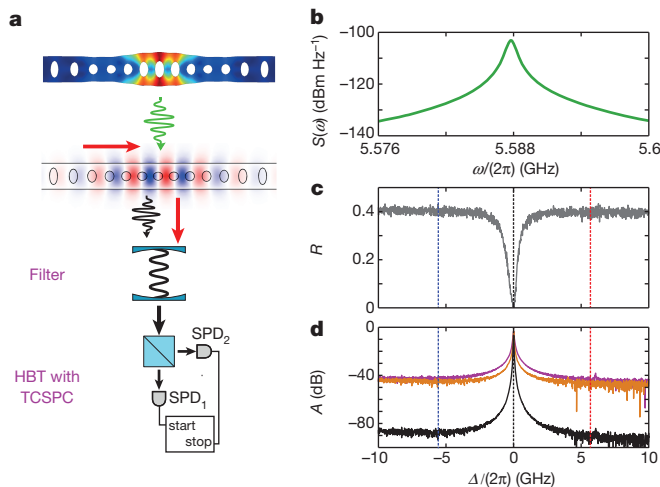 a
Filter
HBT with
TCSPC
SPD2
SPD1
start
stop
b
S(ω) (dBm Hz−1)
−100
−120
−140
5.576
5.588
5.6
ω/(2π) (GHz)
c
R
0.4
0.2
0
d
A (dB)
0
−40
−80
−10
−5
0
5
10
Δ/(2π) (GHz)